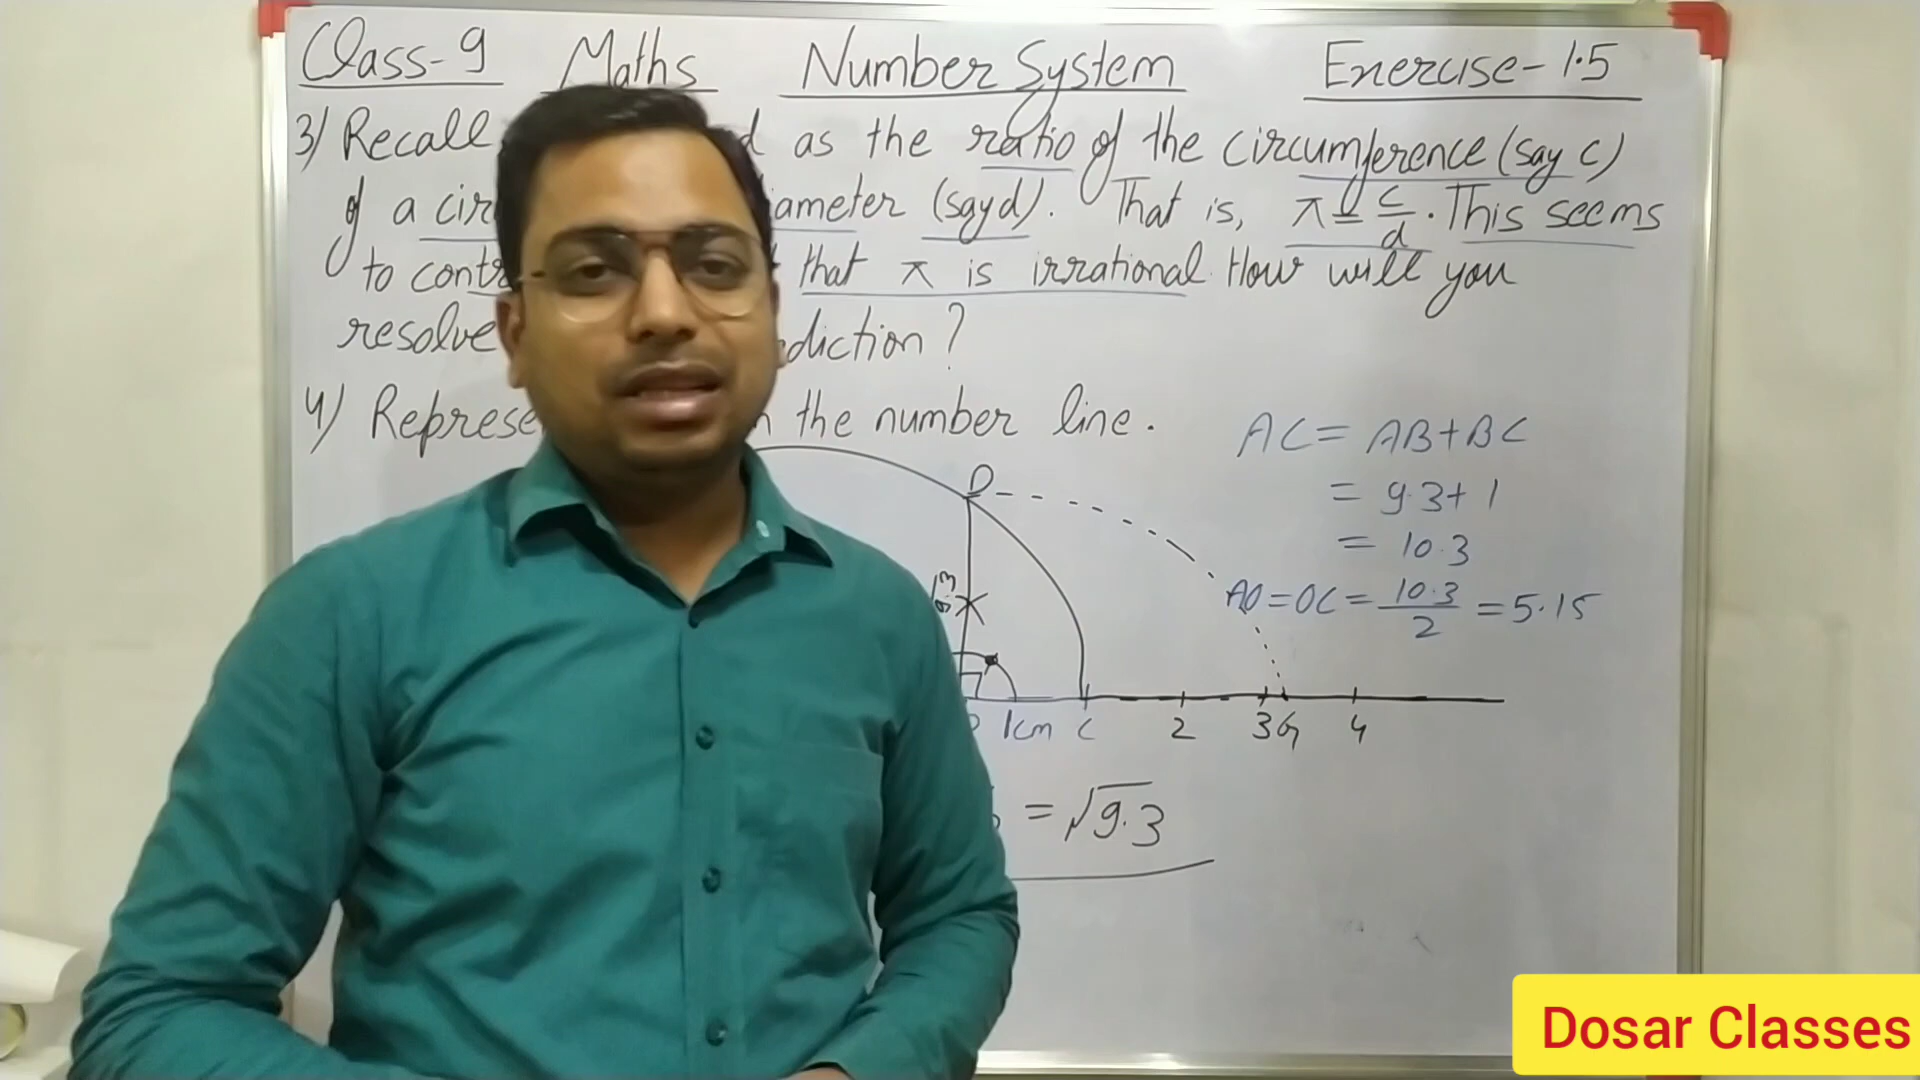 Class-9 Maths Number System Exercise-1.5
3) Recall d as the ratio of the circumference (say c)
of a cir ameter (say d). That is, π = c/d. This seems
to contr that π is irrational. How will you
resolve diction ?
4) Represe n the number line.
AC = AB+BC
= 9.3+1
= 10.3
AO=OC= 10.3/2 = 5.15
D
√9.3
B 1cm C 2 3 G 4
= √9.3
Dosar Classes